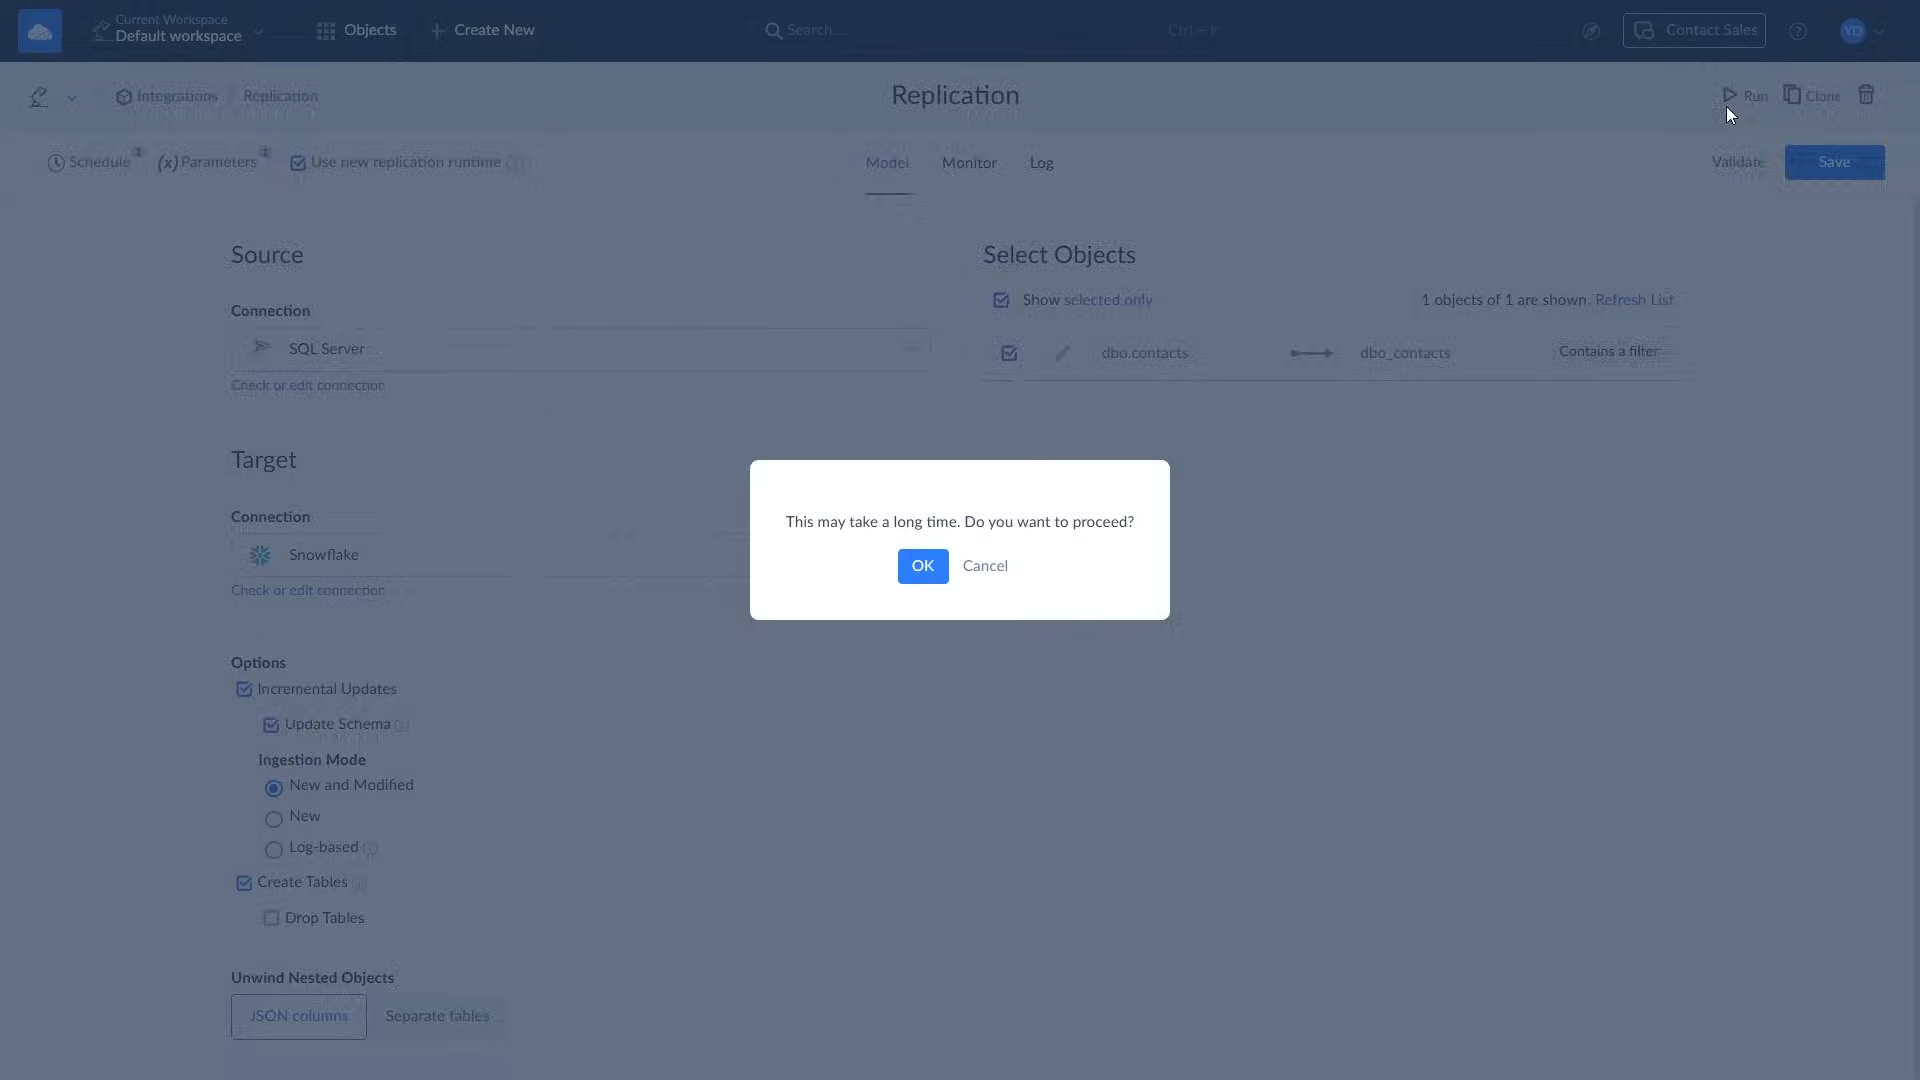 Current Workspace
Default workspace
Objects
Create New
Search...
Contact Sales
YD
Integrations
Replication
Replication
Run
Clone
Schedule
1
(x) Parameters
Use new replication runtime
Model
Monitor
Log
Validate
Save
Source
Connection
SQL Server
Check or edit connection
Target
Connection
Snowflake
Check or edit connection
Options
Incremental Updates
Update Schema
Ingestion Mode
New and Modified
New
Log-based
Create Tables
Drop Tables
Unwind Nested Objects
JSON columns
Separate tables
Select Objects
Show selected only
1 objects of 1 are shown. Refresh List
dbo.contacts
dbo_contacts
Contains a filter
This may take a long time. Do you want to proceed?
OK
Cancel